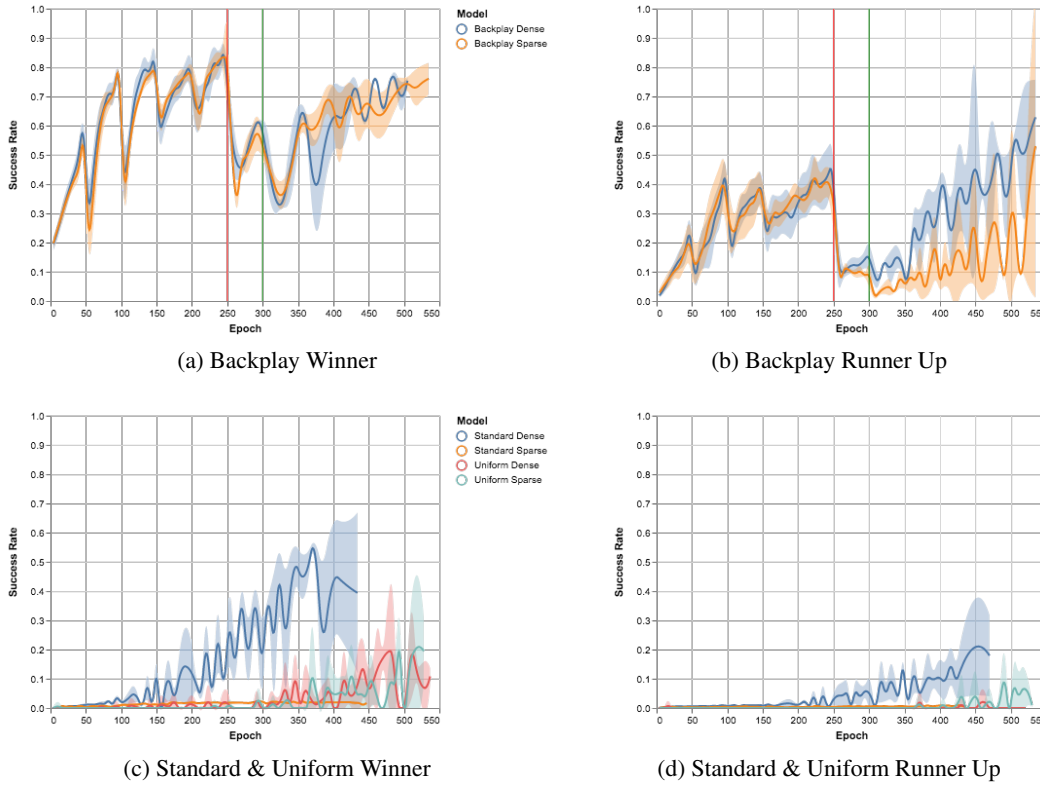 1.0
0.9
0.8
0.7
0.6
0.5
0.4
0.3
0.2
0.1
0.0
Success Rate
0 50 100 150 200 250 300 350 400 450 500 550
Epoch
Model
Backplay Dense
Backplay Sparse
(a) Backplay Winner
1.0
0.9
0.8
0.7
0.6
0.5
0.4
0.3
0.2
0.1
0.0
Success Rate
0 50 100 150 200 250 300 350 400 450 500
Epoch
(b) Backplay Runner Up
1.0
0.9
0.8
0.7
0.6
0.5
0.4
0.3
0.2
0.1
0.0
Success Rate
0 50 100 150 200 250 300 350 400 450 500 550
Epoch
Model
Standard Dense
Standard Sparse
Uniform Dense
Uniform Sparse
(c) Standard & Uniform Winner
1.0
0.9
0.8
0.7
0.6
0.5
0.4
0.3
0.2
0.1
0.0
Success Rate
0 50 100 150 200 250 300 350 400 450 500
Epoch
(d) Standard & Uniform Runner Up